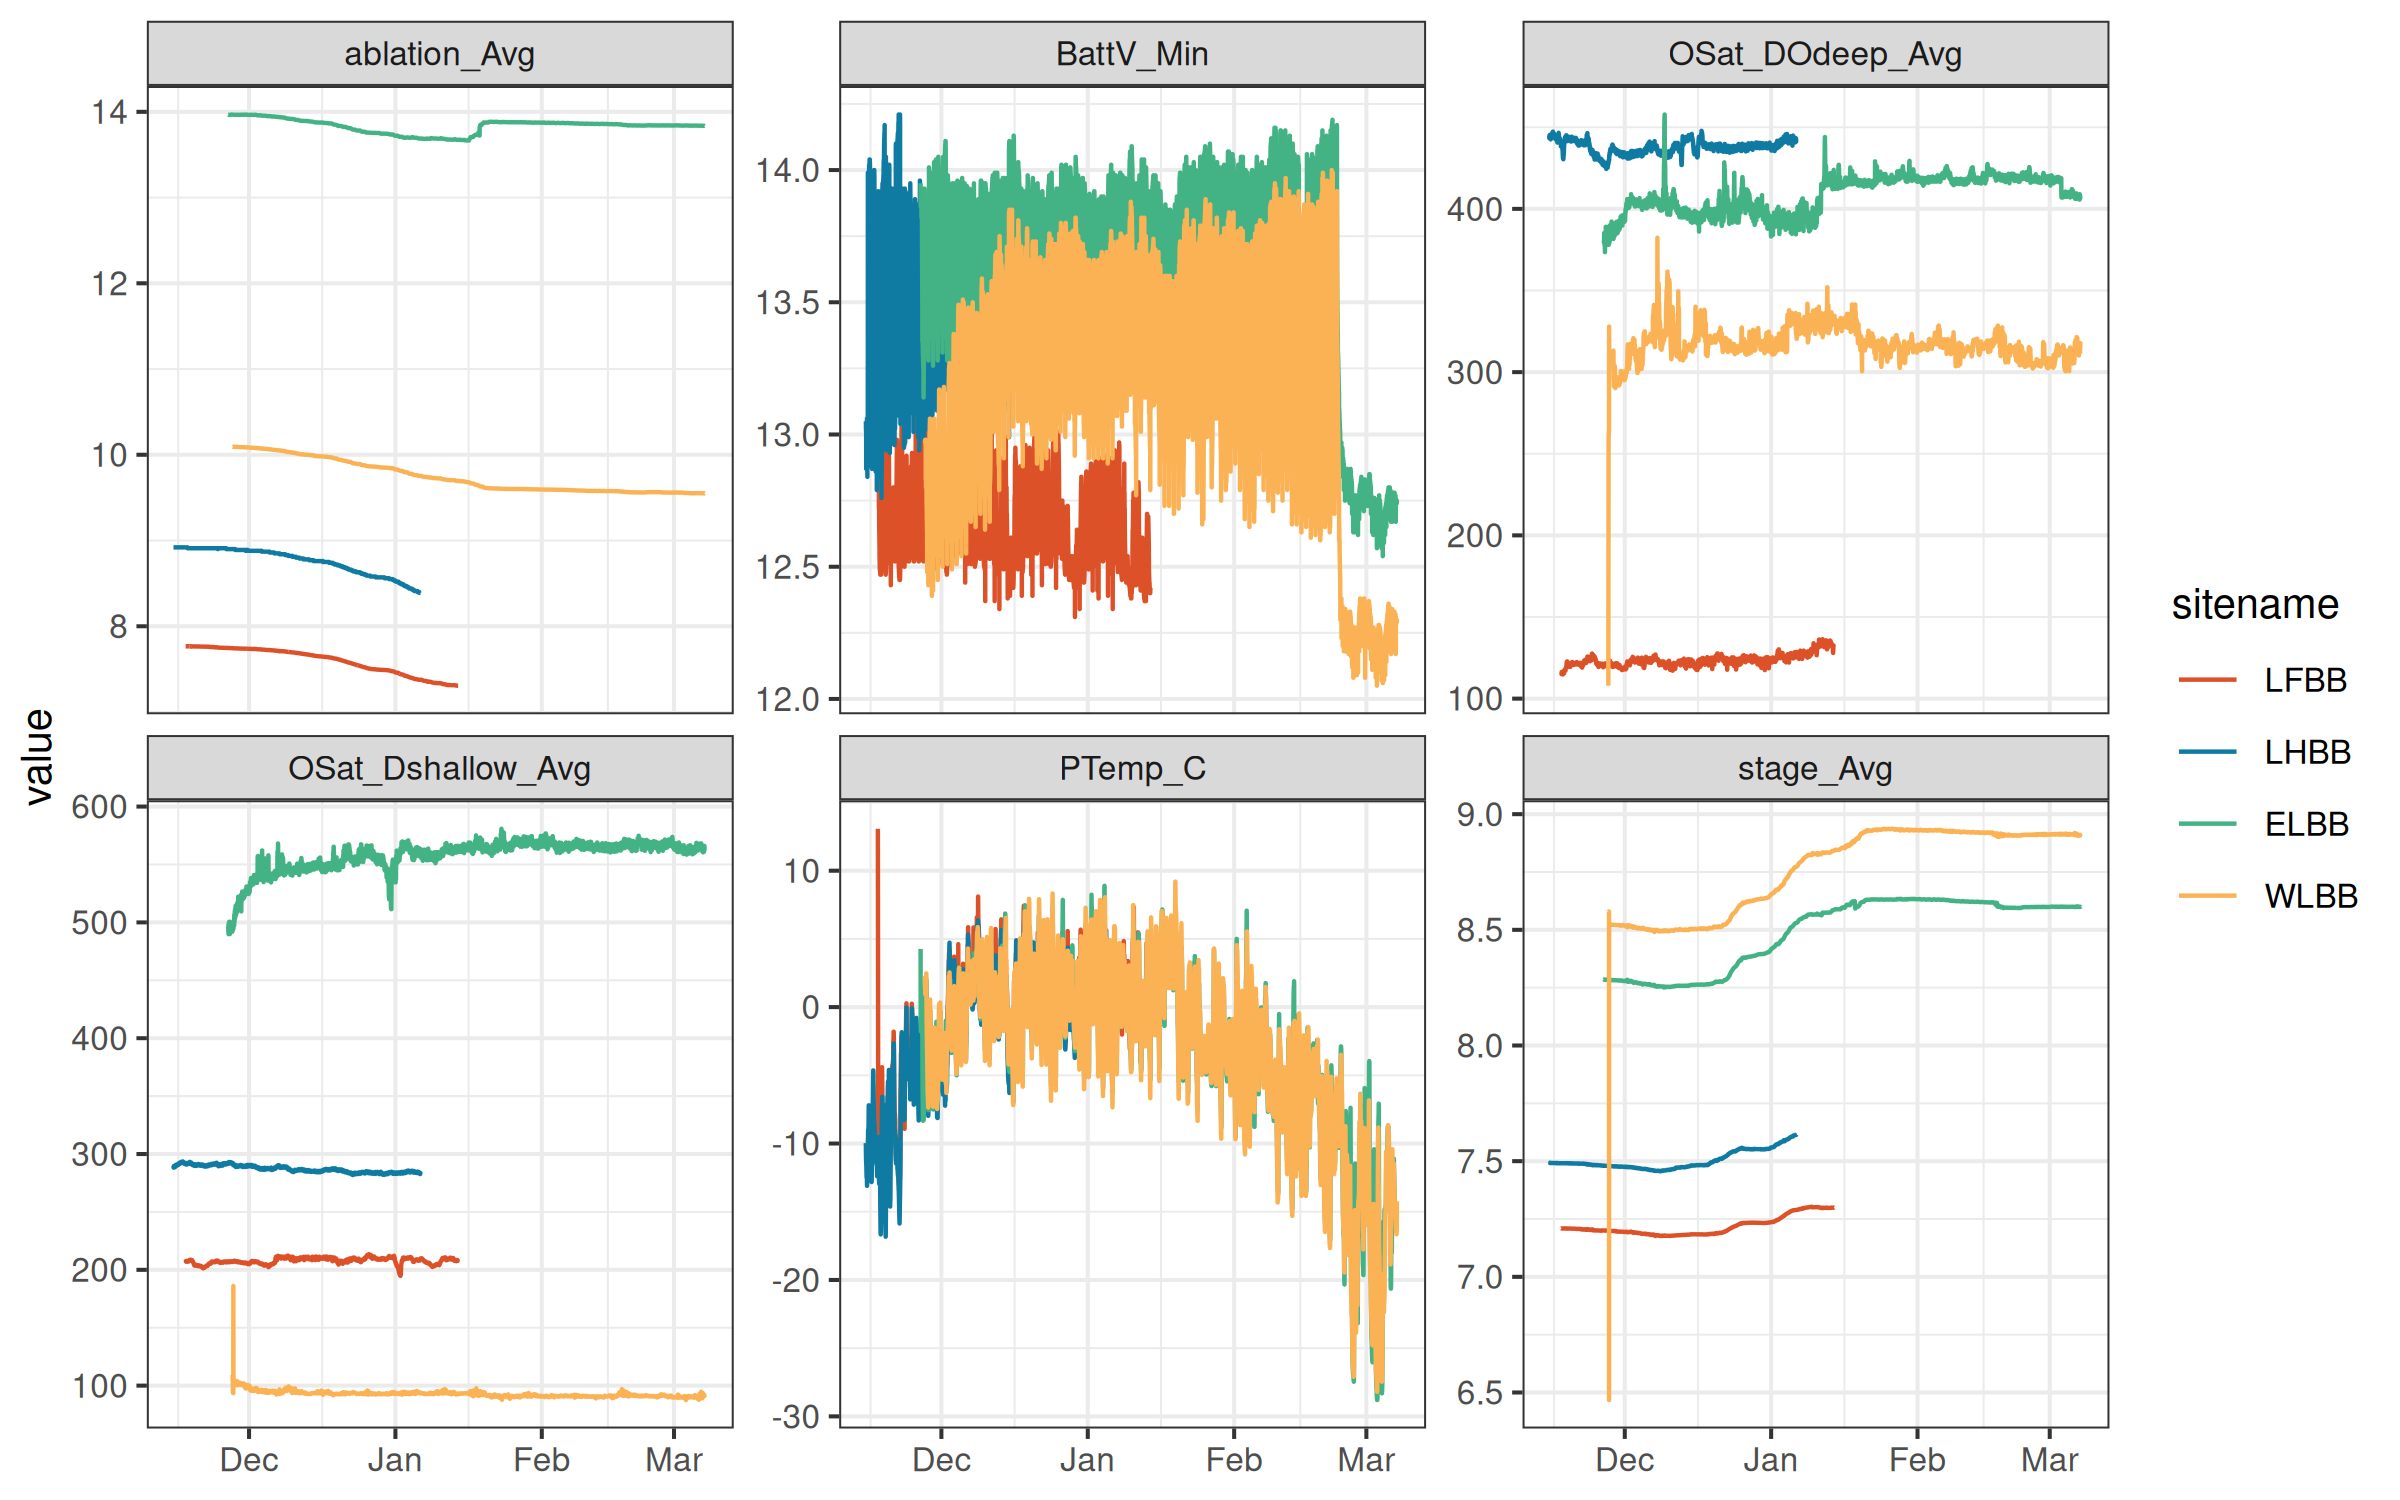 ablation_Avg
BattV_Min
OSat_DOdeep_Avg
14
12
10
8
14.0
13.5
13.0
12.5
12.0
400
300
200
100
value
OSat_Dshallow_Avg
PTemp_C
stage_Avg
600
500
400
300
200
100
10
0
-10
-20
-30
9.0
8.5
8.0
7.5
7.0
6.5
Dec Jan Feb Mar
Dec Jan Feb Mar
Dec Jan Feb Mar
sitename
LFBB
LHBB
ELBB
WLBB